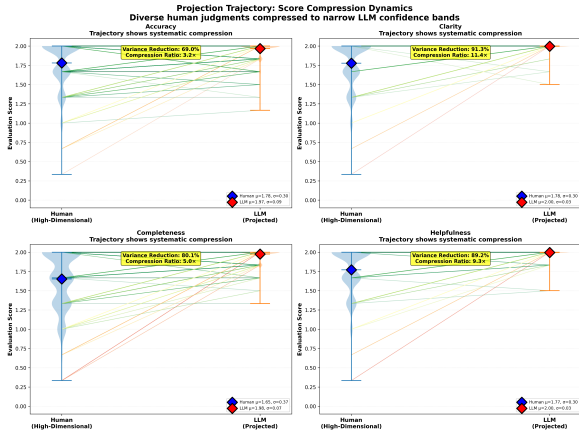 Projection Trajectory: Score Compression Dynamics
Diverse human judgments compressed to narrow LLM confidence bands
Accuracy
Trajectory shows systematic compression
Variance Reduction: 69.0%
Compression Ratio: 3.2×
2.00
1.75
1.50
1.25
1.00
0.75
0.50
0.25
0.00
Evaluation Score
Human μ=1.78, σ=0.30
LLM μ=1.97, σ=0.09
Human
(High-Dimensional)
LLM
(Projected)
Clarity
Trajectory shows systematic compression
Variance Reduction: 91.3%
Compression Ratio: 11.4×
2.00
1.75
1.50
1.25
1.00
0.75
0.50
0.25
0.00
Evaluation Score
Human μ=1.78, σ=0.30
LLM μ=2.00, σ=0.03
Human
(High-Dimensional)
LLM
(Projected)
Completeness
Trajectory shows systematic compression
Variance Reduction: 80.1%
Compression Ratio: 5.0×
2.00
1.75
1.50
1.25
1.00
0.75
0.50
0.25
0.00
Evaluation Score
Human μ=1.65, σ=0.37
LLM μ=1.98, σ=0.07
Human
(High-Dimensional)
LLM
(Projected)
Helpfulness
Trajectory shows systematic compression
Variance Reduction: 89.2%
Compression Ratio: 9.3×
2.00
1.75
1.50
1.25
1.00
0.75
0.50
0.25
0.00
Evaluation Score
Human μ=1.77, σ=0.30
LLM μ=2.00, σ=0.03
Human
(High-Dimensional)
LLM
(Projected)